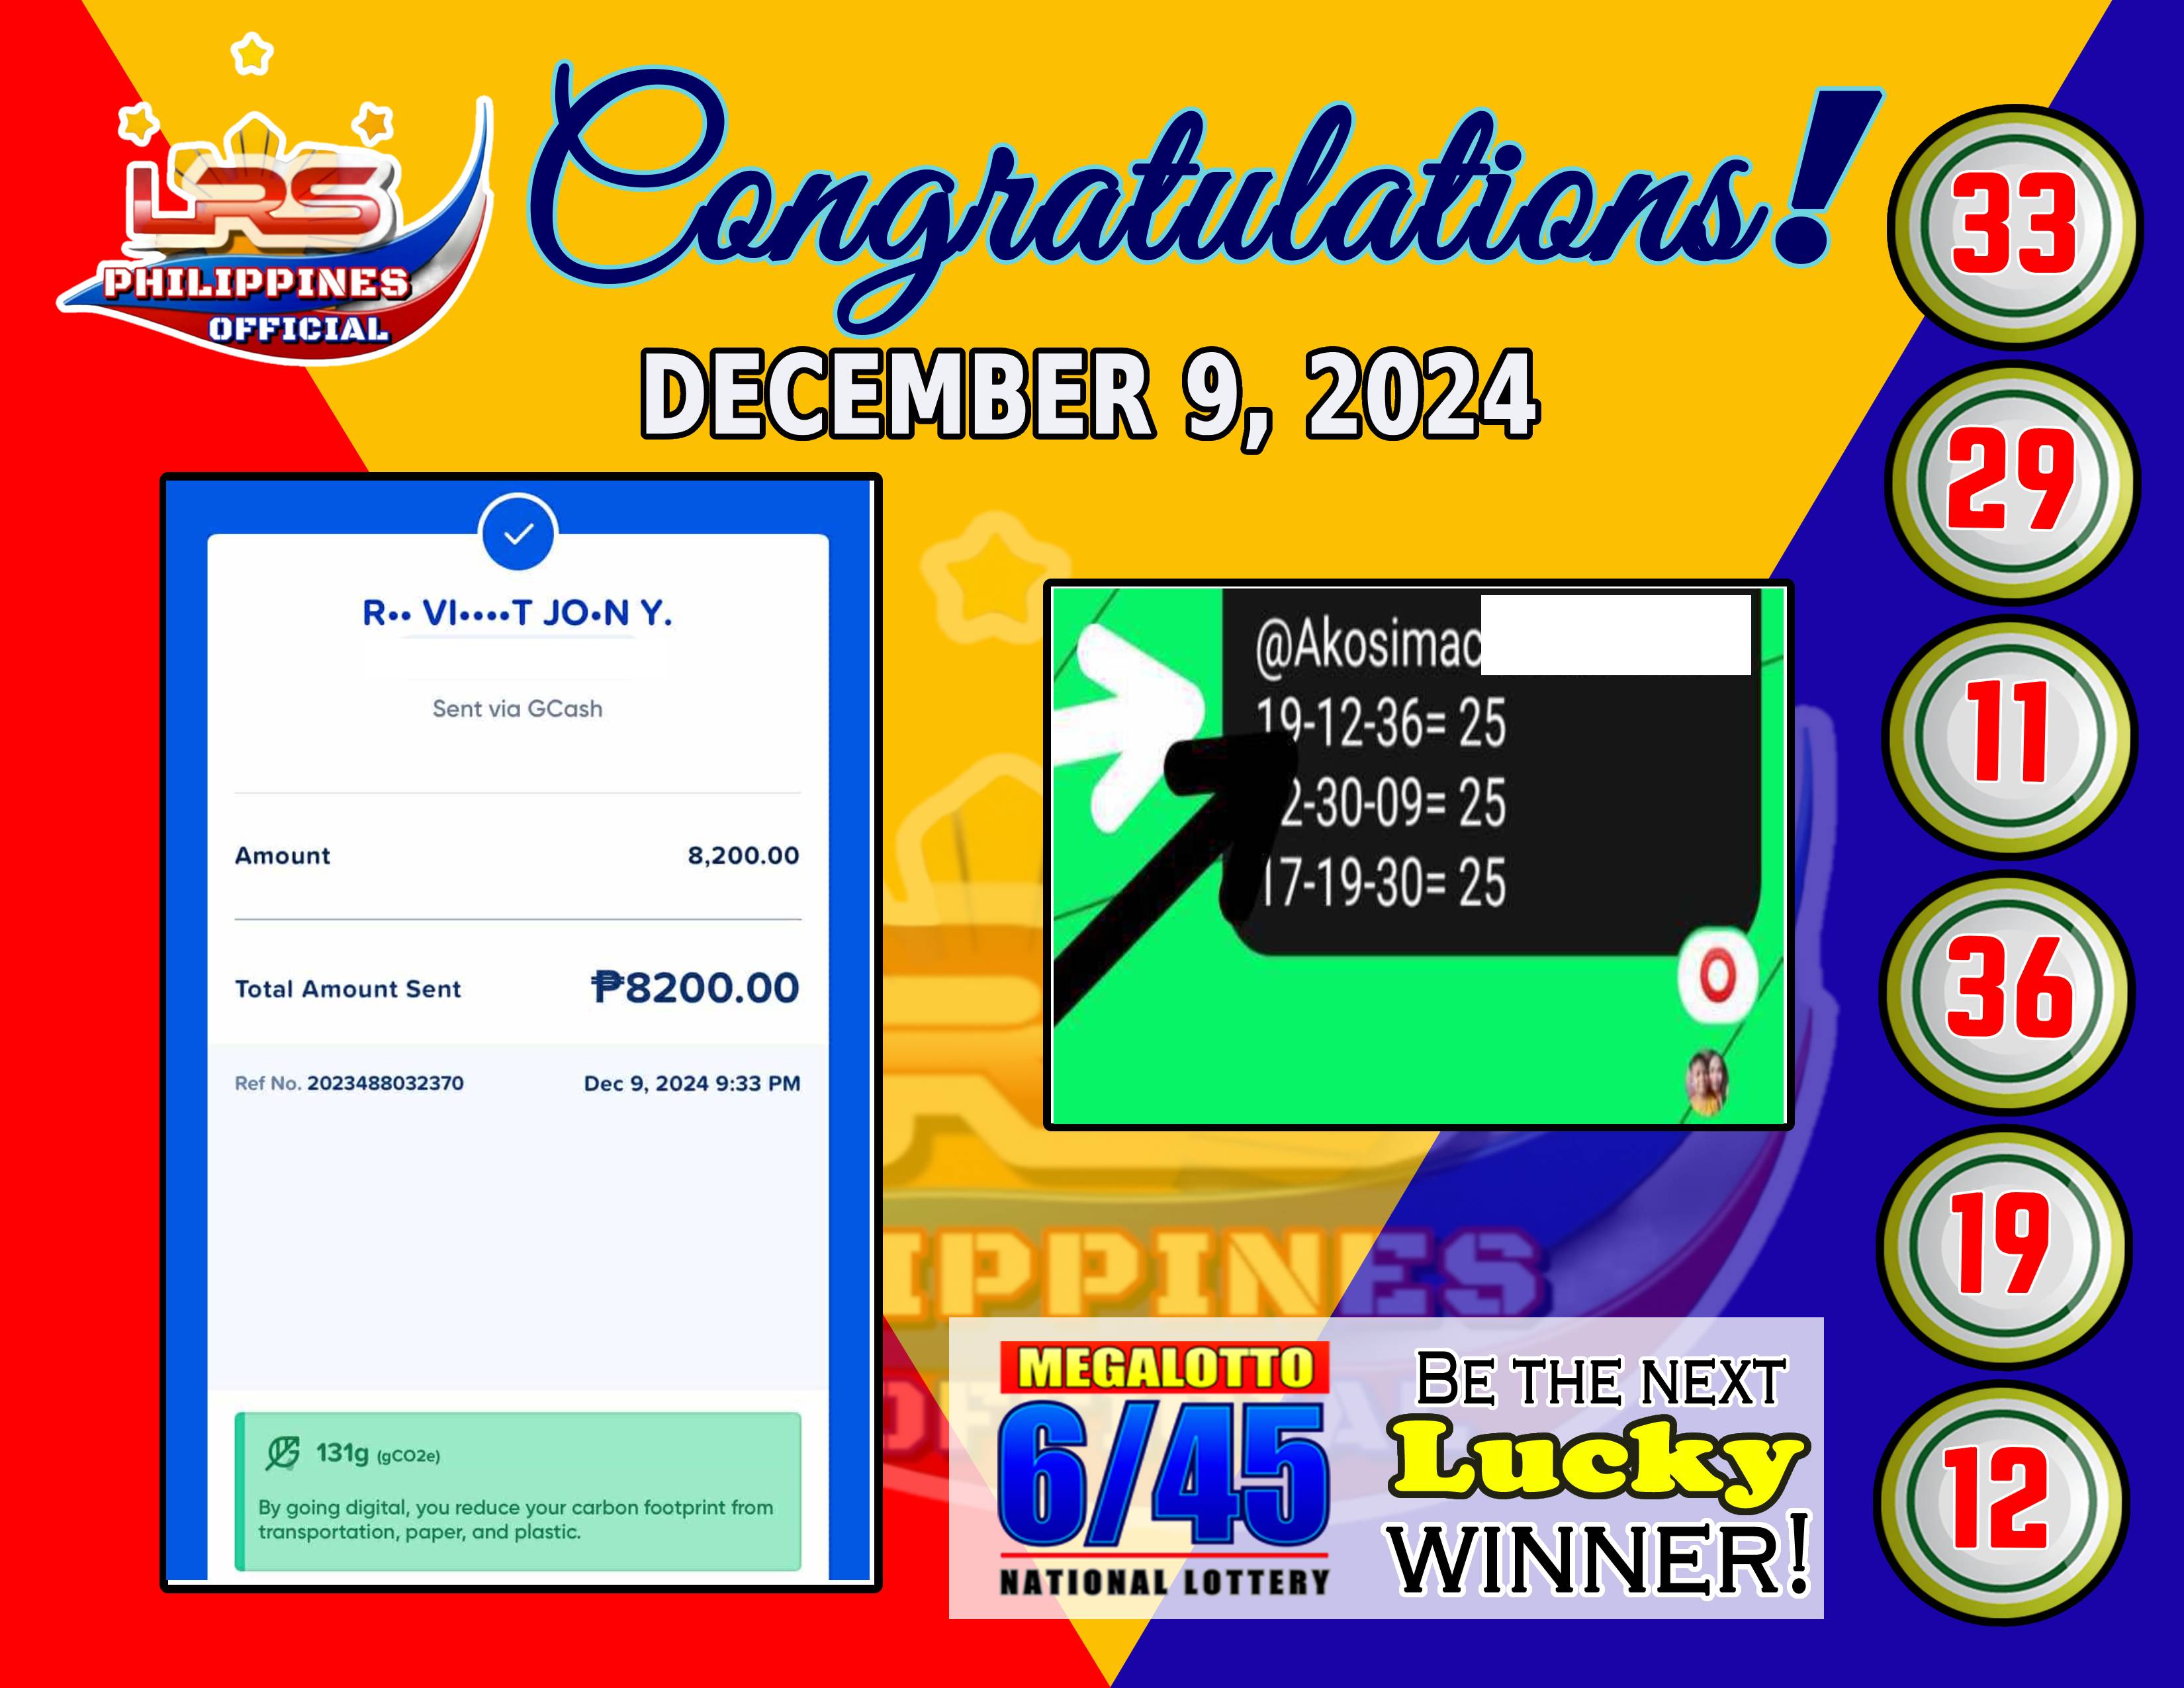 LRS
PHILIPPINES
OFFICIAL
Congratulations!
DECEMBER 9, 2024
R•• VI••••T JO•N Y.
Sent via GCash
Amount 8,200.00
Total Amount Sent ₱8200.00
Ref No. 2023488032370 Dec 9, 2024 9:33 PM
131g (gCO2e)
By going digital, you reduce your carbon footprint from
transportation, paper, and plastic.
@Akosimac
19-12-36= 25
2-30-09= 25
17-19-30= 25
MEGALOTTO
6/45
NATIONAL LOTTERY
BE THE NEXT
Lucky
WINNER!
33
29
11
36
19
12